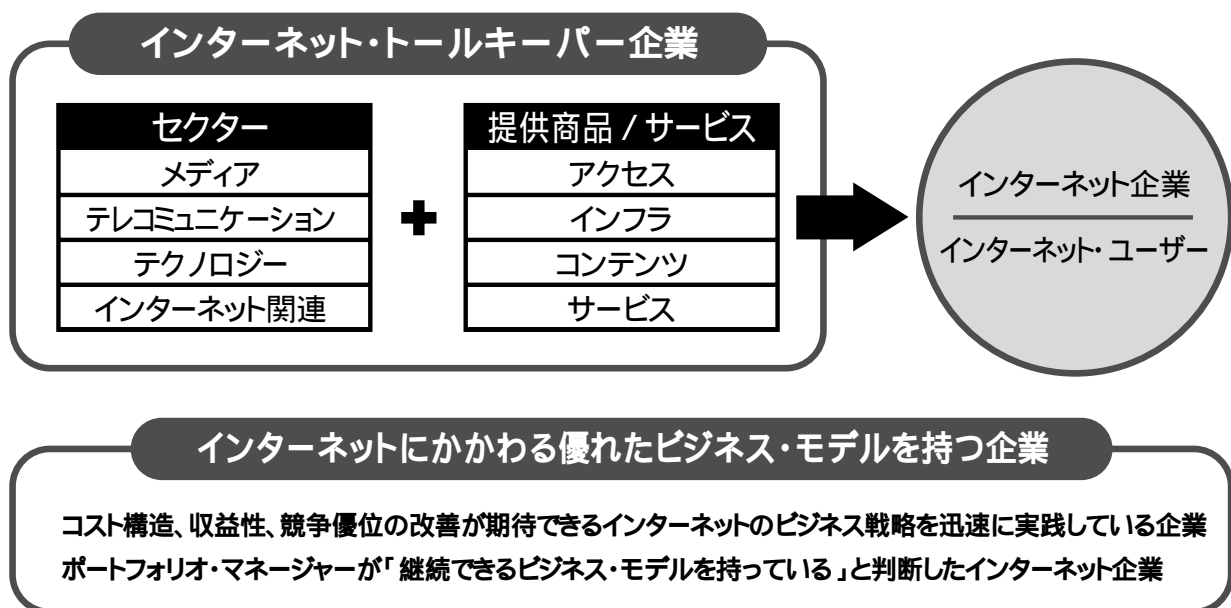 インターネット・トールキーパー企業
セクター
メディア
テレコミュニケーション
テクノロジー
インターネット関連
提供商品 / サービス
アクセス
インフラ
コンテンツ
サービス
インターネット企業
インターネット・ユーザー
インターネットにかかわる優れたビジネス・モデルを持つ企業
コスト構造、収益性、競争優位の改善が期待できるインターネットのビジネス戦略を迅速に実践している企業
ポートフォリオ・マネージャーが「継続できるビジネス・モデルを持っている」と判断したインターネット企業